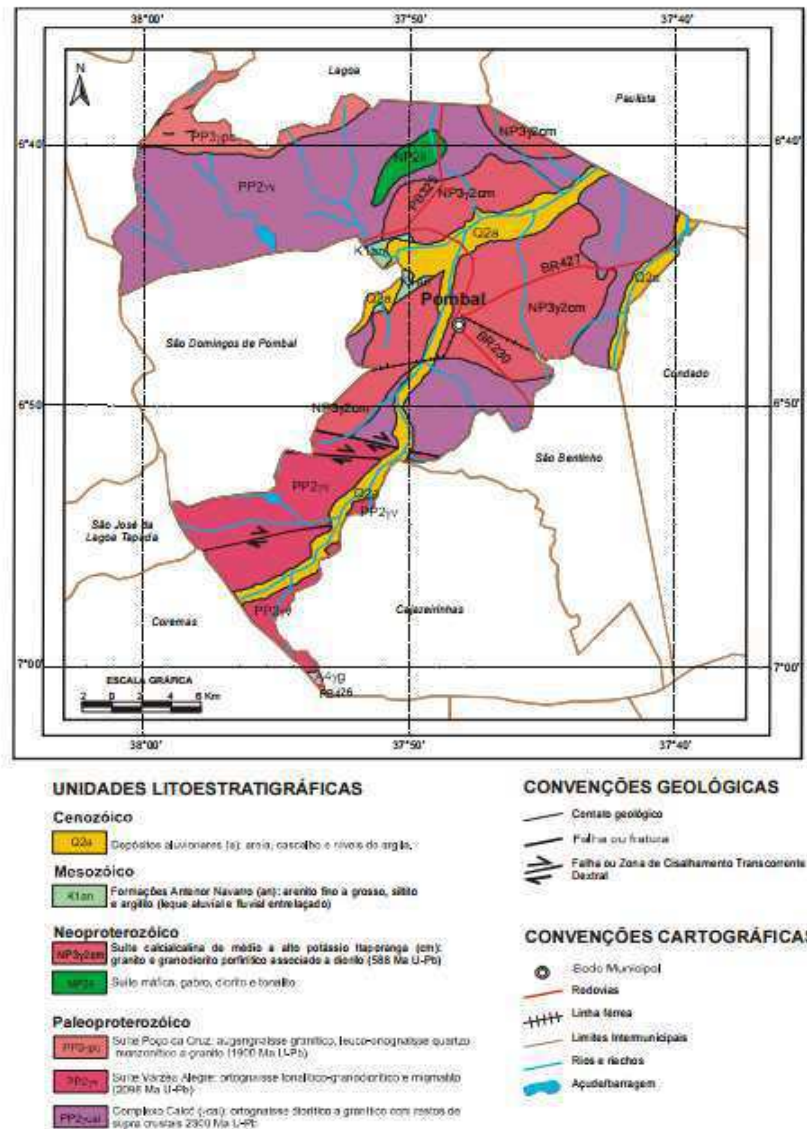 38°00'
37°50'
37°40'
N
Lagoa
Paulista
PP3γpc
NP3γ2cm
6°40'
6°40'
PP2γv
NP2δ
PB325
NP3γ2cm
Q2a
K1an
BR427
Q2a
Q2a
Pombal
São Domingos de Pombal
NP3γ2cm
BR230
Condado
6°50'
NP3γ2cm
6°50'
São Bentinho
PP2γv
Q2a
PP2γv
São José da
Lagoa Tapada
Coremas
PP2γv
Cajazeirinhas
7°00'
7°00'
ESCALA GRÁFICA
2 0 2 4 6 Km
38°00'
37°50'
37°40'
UNIDADES LITOESTRATIGRÁFICAS
Cenozóico
Q2a Depósitos aluvionares (a): areia, cascalho e níveis de argila.
Mesozóico
K1an Formações Antenor Navarro (an): arenito fino a grosso, siltito
e argilito (leque aluvial e fluvial entrelaçado)
Neoproterozóico
NP3γ2cm Suíte calcialcalina de médio a alto potássio Itaporanga (cm):
granito e granodiorito porfirítico associado a diorito (588 Ma U-Pb)
Suíte máfica, gabro, diorito e tonalito
Paleoproterozóico
Suíte Poço da Cruz: augengnaisse granítico, quartzo
monzonítico a granito (1900 Ma U-Pb)
PP2γv Suíte Várzea Alegre: ortognaisse tonalítico-granodiorítico e migmatito
(2098 Ma U-Pb)
Complexo Caicó ortognaisse diorítico a granítico com restos de
supra crustais 2300 Ma U-Pb
CONVENÇÕES GEOLÓGICAS
Contato geológico
Falha ou fratura
Falha ou Zona de Cisalhamento Transcorrente
Dextral
CONVENÇÕES CARTOGRÁFICAS
Sede Municipal
Rodovias
Linha férrea
Limites Intermunicipais
Rios e riachos
Açude/barragem